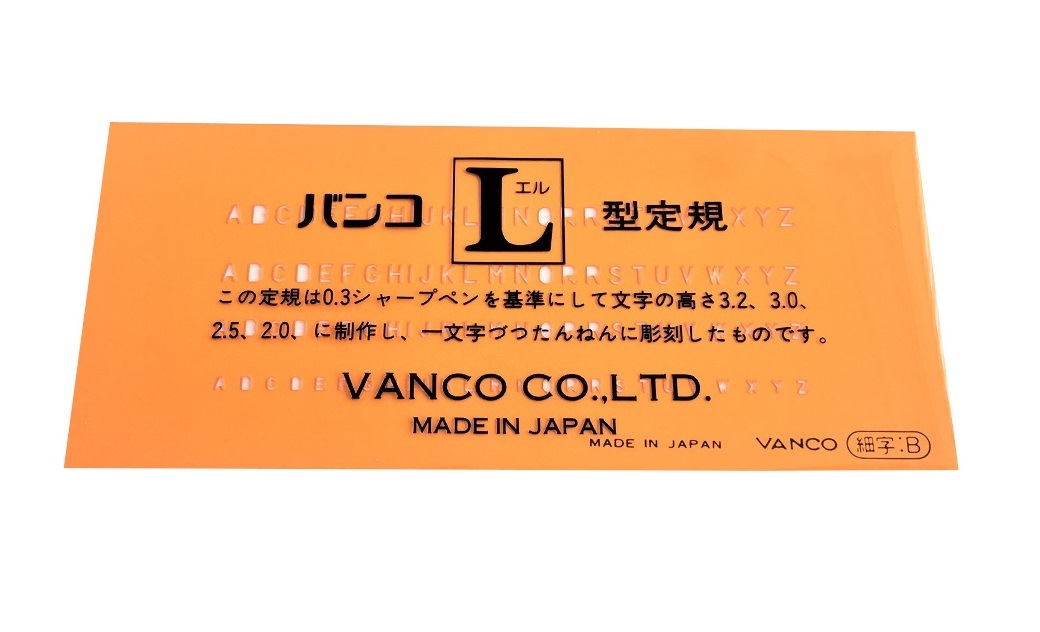 バンコ L エル 型定規
この定規は0.3シャープペンを基準にして文字の高さ3.2、3.0、
2.5、2.0、に制作し、一文字づつたんねんに彫刻したものです。
VANCO CO.,LTD.
MADE IN JAPAN
MADE IN JAPAN VANCO 細字:B